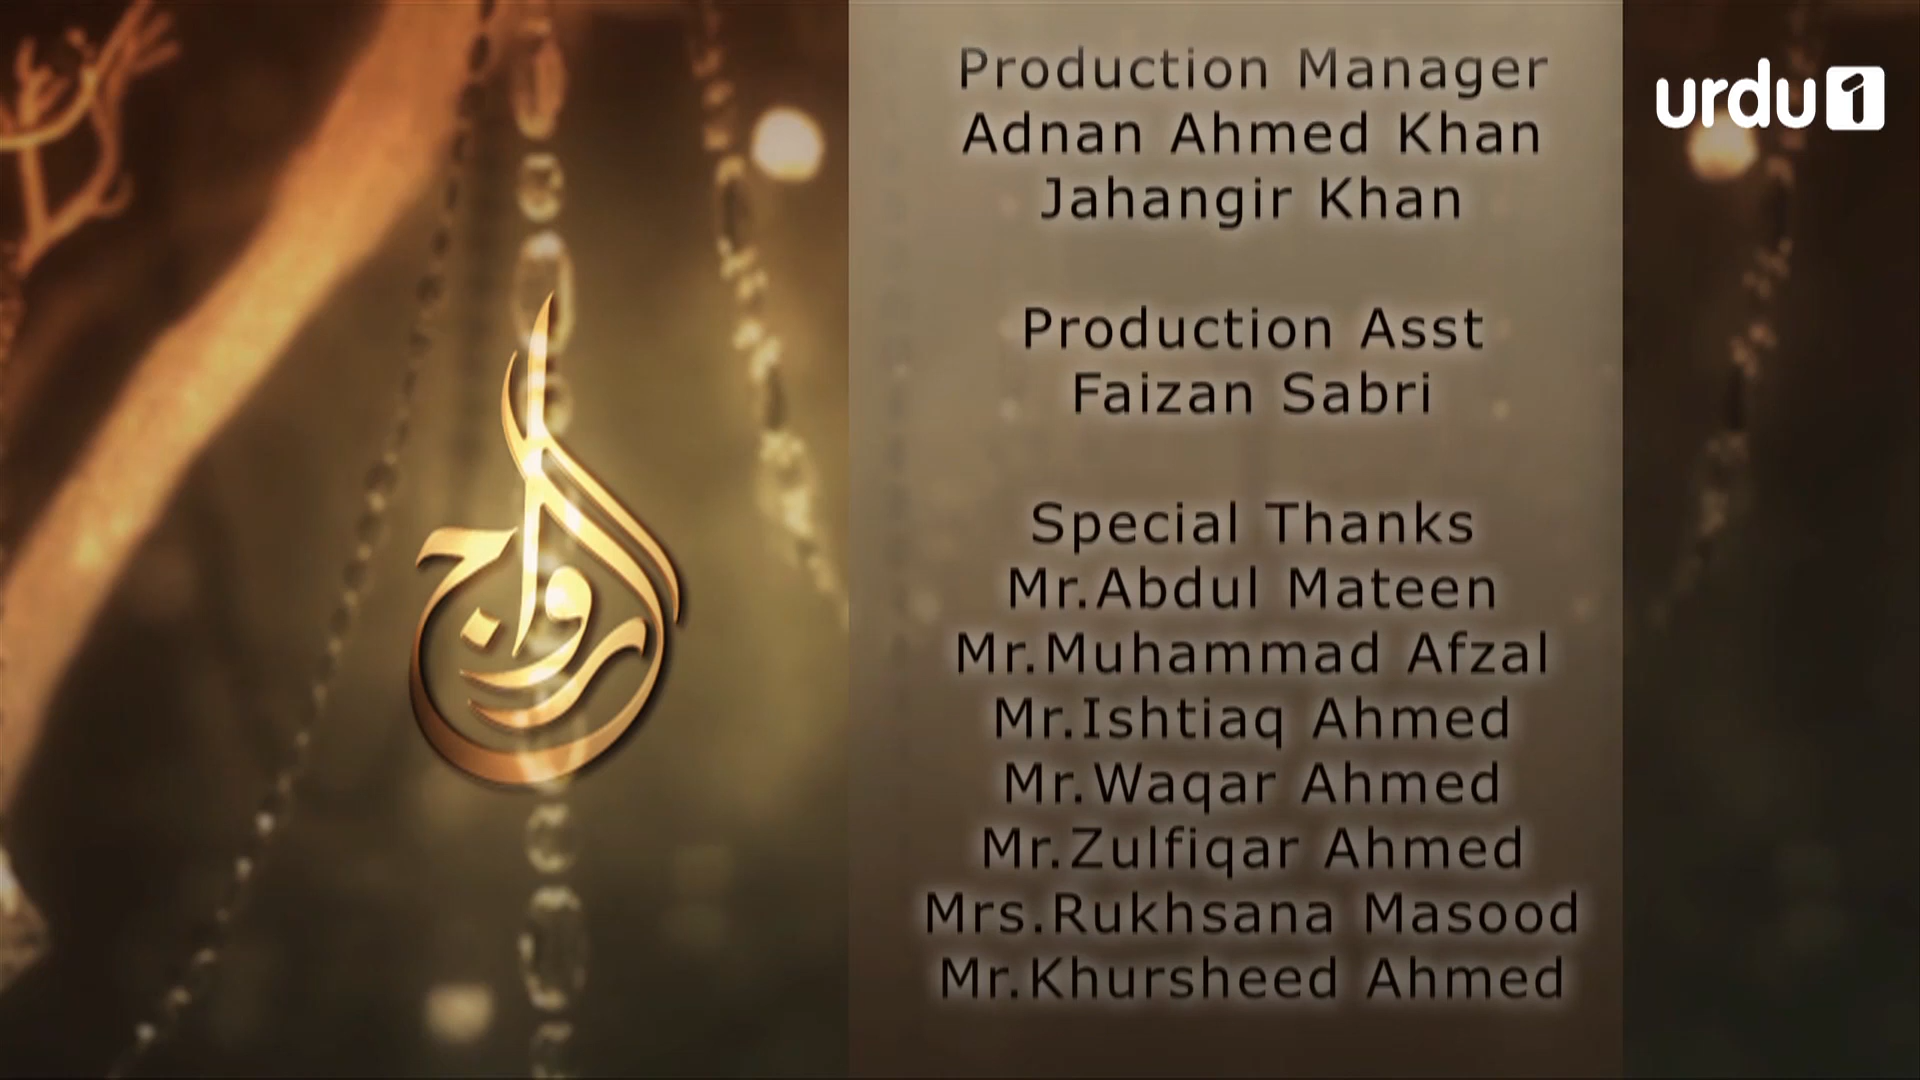 urdu1
Production Manager
Adnan Ahmed Khan
Jahangir Khan
Production Asst
Faizan Sabri
Special Thanks
Mr.Abdul Mateen
Mr.Muhammad Afzal
Mr.Ishtiaq Ahmed
Mr.Waqar Ahmed
Mr.Zulfiqar Ahmed
Mrs.Rukhsana Masood
Mr.Khursheed Ahmed
رواج